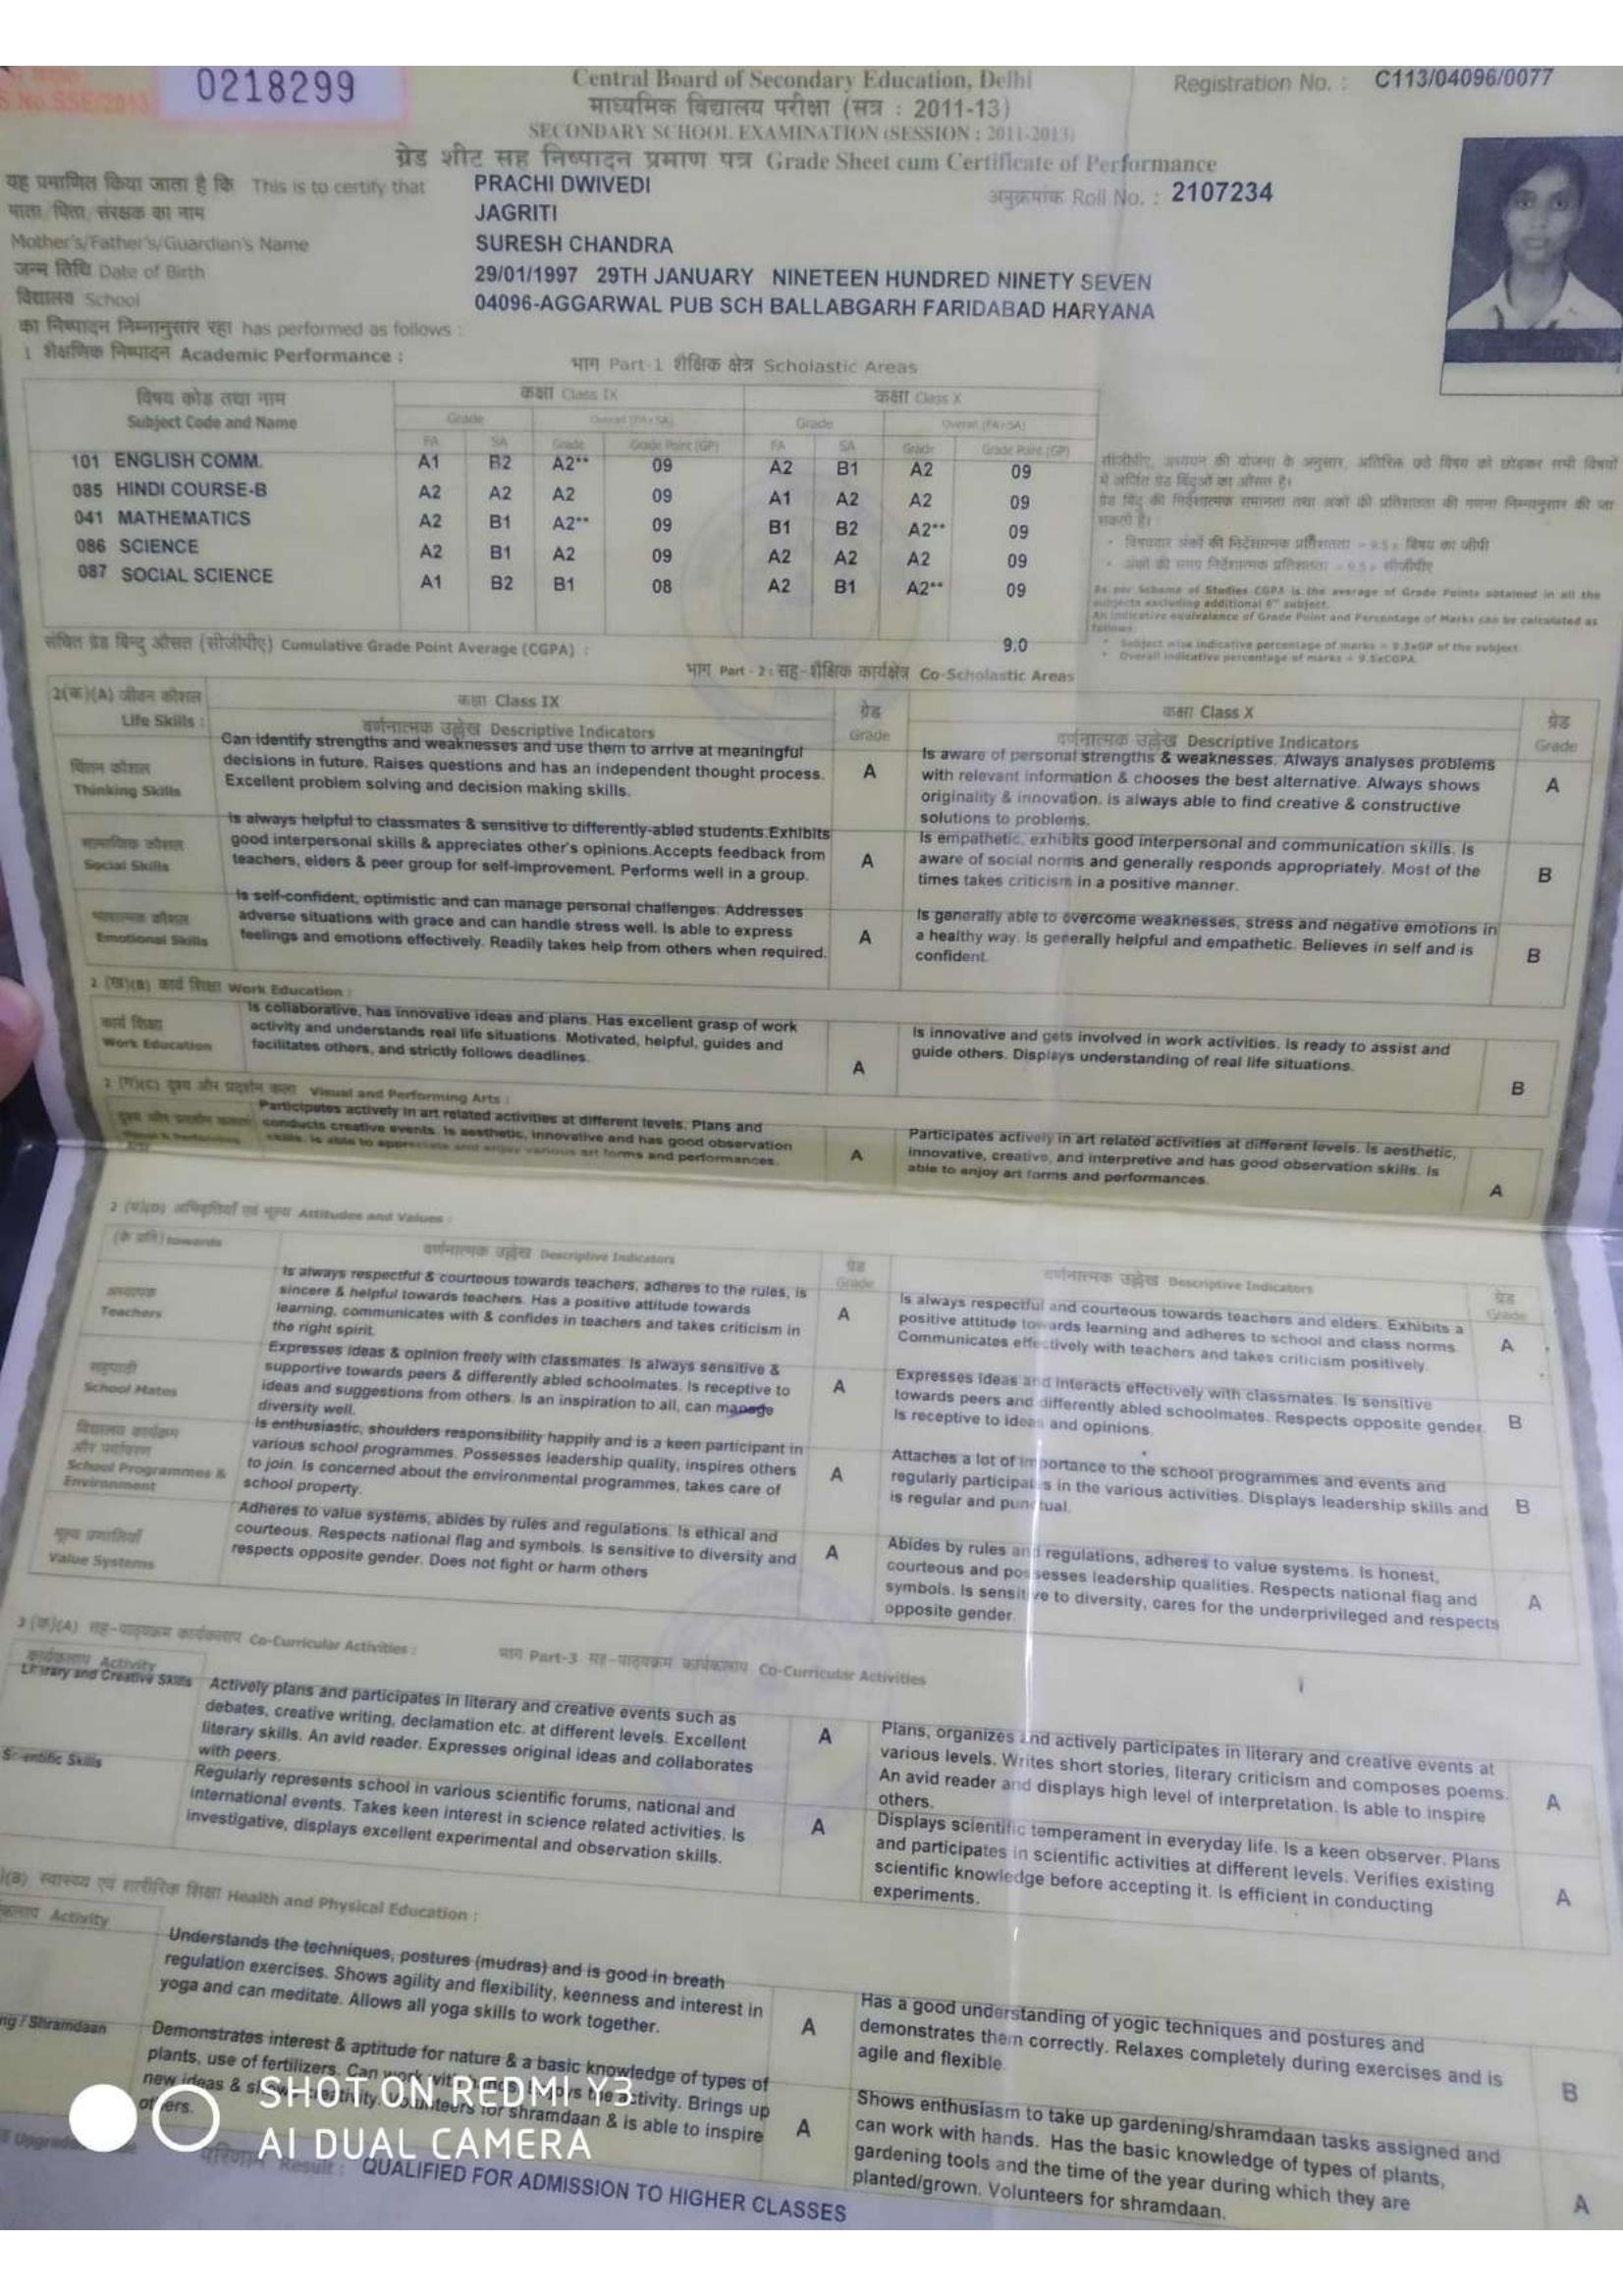 S No.SSE/2013
0218299
Central Board of Secondary Education, Delhi
Registration No. : C113/04096/0077
माध्यमिक विद्यालय परीक्षा (सत्र : 2011-13)
SECONDARY SCHOOL EXAMINATION (SESSION : 2011-2013)
ग्रेड शीट सह निष्पादन प्रमाण पत्र Grade Sheet cum Certificate of Performance
यह प्रमाणित किया जाता है कि This is to certify that PRACHI DWIVEDI
अनुक्रमांक Roll No. : 2107234
माता/पिता/संरक्षक का नाम JAGRITI
Mother's/Father's/Guardian's Name SURESH CHANDRA
जन्म तिथि Date of Birth 29/01/1997 29TH JANUARY NINETEEN HUNDRED NINETY SEVEN
विद्यालय School 04096-AGGARWAL PUB SCH BALLABGARH FARIDABAD HARYANA
का निष्पादन निम्नानुसार रहा has performed as follows :
1 शैक्षणिक निष्पादन Academic Performance :
भाग Part-1 शैक्षिक क्षेत्र Scholastic Areas
विषय कोड तथा नाम कक्षा Class IX कक्षा Class X
Subject Code and Name Grade Overall (FA+SA) Grade Overall (FA+SA)
FA SA Grade Grade Point (GP) FA SA Grade Grade Point (GP)
101 ENGLISH COMM. A1 B2 A2** 09 A2 B1 A2 09
085 HINDI COURSE-B A2 A2 A2 09 A1 A2 A2 09
041 MATHEMATICS A2 B1 A2** 09 B1 B2 A2** 09
086 SCIENCE A2 B1 A2 09 A2 A2 A2 09
087 SOCIAL SCIENCE A1 B2 B1 08 A2 B1 A2** 09
सीजीपीए, अध्ययन की योजना के अनुसार, अतिरिक्त छठे विषय को छोड़कर सभी विषयों
में अर्जित ग्रेड बिंदुओं का औसत है।
ग्रेड बिंदु की निर्देशात्मक समानता तथा अंकों की प्रतिशतता की गणना निम्नानुसार की जा
सकती है।
• विषयवार अंकों की निर्देशात्मक प्रतिशतता = 9.5 x विषय का जीपी
• अंकों की समग्र निर्देशात्मक प्रतिशतता = 9.5 x सीजीपीए
As per Scheme of Studies CGPA is the average of Grade Points obtained in all the
subjects excluding additional 6th subject.
An indicative equivalence of Grade Point and Percentage of Marks can be calculated as
follows:
• Subject wise indicative percentage of marks = 9.5xGP of the subject
• Overall indicative percentage of marks = 9.5xCGPA
संचित ग्रेड बिन्दु औसत (सीजीपीए) Cumulative Grade Point Average (CGPA) : 9.0
भाग Part - 2 : सह-शैक्षिक कार्यक्षेत्र Co-Scholastic Areas
2(क)(A) जीवन कौशल कक्षा Class IX ग्रेड कक्षा Class X ग्रेड
Life Skills : वर्णनात्मक उल्लेख Descriptive Indicators Grade वर्णनात्मक उल्लेख Descriptive Indicators Grade
चिंतन कौशल
Thinking Skills
Can identify strengths and weaknesses and use them to arrive at meaningful
decisions in future. Raises questions and has an independent thought process.
Excellent problem solving and decision making skills.
A
Is aware of personal strengths & weaknesses. Always analyses problems
with relevant information & chooses the best alternative. Always shows
originality & innovation. is always able to find creative & constructive
solutions to problems.
A
सामाजिक कौशल
Social Skills
Is always helpful to classmates & sensitive to differently-abled students.Exhibits
good interpersonal skills & appreciates other's opinions.Accepts feedback from
teachers, elders & peer group for self-improvement. Performs well in a group.
A
Is empathetic, exhibits good interpersonal and communication skills. Is
aware of social norms and generally responds appropriately. Most of the
times takes criticism in a positive manner.
B
भावात्मक कौशल
Emotional Skills
Is self-confident, optimistic and can manage personal challenges. Addresses
adverse situations with grace and can handle stress well. Is able to express
feelings and emotions effectively. Readily takes help from others when required.
A
Is generally able to overcome weaknesses, stress and negative emotions in
a healthy way. Is generally helpful and empathetic. Believes in self and is
confident.
B
2 (ख)(B) कार्य शिक्षा Work Education :
कार्य शिक्षा
Work Education
Is collaborative, has innovative ideas and plans. Has excellent grasp of work
activity and understands real life situations. Motivated, helpful, guides and
facilitates others, and strictly follows deadlines.
A
Is innovative and gets involved in work activities. Is ready to assist and
guide others. Displays understanding of real life situations.
B
2 (ग)(C) दृश्य और प्रदर्शन कला Visual and Performing Arts :
दृश्य और प्रदर्शन कला
Visual & Performing
Arts
Participates actively in art related activities at different levels. Plans and
conducts creative events. Is aesthetic, innovative and has good observation
skills. Is able to appreciate and enjoy various art forms and performances.
A
Participates actively in art related activities at different levels. Is aesthetic,
innovative, creative, and interpretive and has good observation skills. Is
able to enjoy art forms and performances.
A
2 (घ)(D) अभिवृत्तियाँ एवं मूल्य Attitudes and Values :
(के प्रति) towards वर्णनात्मक उल्लेख Descriptive Indicators ग्रेड Grade वर्णनात्मक उल्लेख Descriptive Indicators ग्रेड Grade
अध्यापक
Teachers
Is always respectful & courteous towards teachers, adheres to the rules, is
sincere & helpful towards teachers. Has a positive attitude towards
learning, communicates with & confides in teachers and takes criticism in
the right spirit.
A
Is always respectful and courteous towards teachers and elders. Exhibits a
positive attitude towards learning and adheres to school and class norms.
Communicates effectively with teachers and takes criticism positively.
A
सहपाठी
School Mates
Expresses ideas & opinion freely with classmates. Is always sensitive &
supportive towards peers & differently abled schoolmates. Is receptive to
ideas and suggestions from others. Is an inspiration to all, can manage
diversity well.
A
Expresses ideas and interacts effectively with classmates. Is sensitive
towards peers and differently abled schoolmates. Respects opposite gender.
Is receptive to ideas and opinions.
B
विद्यालय कार्यक्रम
और पर्यावरण
School Programmes &
Environment
Is enthusiastic, shoulders responsibility happily and is a keen participant in
various school programmes. Possesses leadership quality, inspires others
to join. Is concerned about the environmental programmes, takes care of
school property.
A
Attaches a lot of importance to the school programmes and events and
regularly participates in the various activities. Displays leadership skills and
is regular and punctual.
B
मूल्य प्रणालियाँ
Value Systems
Adheres to value systems, abides by rules and regulations. Is ethical and
courteous. Respects national flag and symbols. Is sensitive to diversity and
respects opposite gender. Does not fight or harm others
A
Abides by rules and regulations, adheres to value systems. Is honest,
courteous and possesses leadership qualities. Respects national flag and
symbols. Is sensitive to diversity, cares for the underprivileged and respects
opposite gender.
A
3 (क)(A) सह-पाठ्यक्रम कार्यकलाप Co-Curricular Activities :
भाग Part-3 सह-पाठ्यक्रम कार्यकलाप Co-Curricular Activities
कार्यकलाप Activity
Literary and Creative Skills
Actively plans and participates in literary and creative events such as
debates, creative writing, declamation etc. at different levels. Excellent
literary skills. An avid reader. Expresses original ideas and collaborates
with peers.
A
Plans, organizes and actively participates in literary and creative events at
various levels. Writes short stories, literary criticism and composes poems.
An avid reader and displays high level of interpretation. Is able to inspire
others.
A
Scientific Skills
Regularly represents school in various scientific forums, national and
international events. Takes keen interest in science related activities. Is
investigative, displays excellent experimental and observation skills.
A
Displays scientific temperament in everyday life. Is a keen observer. Plans
and participates in scientific activities at different levels. Verifies existing
scientific knowledge before accepting it. Is efficient in conducting
experiments.
A
)(B) स्वास्थ्य एवं शारीरिक शिक्षा Health and Physical Education :
Activity
Understands the techniques, postures (mudras) and is good in breath
regulation exercises. Shows agility and flexibility, keenness and interest in
yoga and can meditate. Allows all yoga skills to work together.
A
Has a good understanding of yogic techniques and postures and
demonstrates them correctly. Relaxes completely during exercises and is
agile and flexible.
B
ng / Shramdaan
Demonstrates interest & aptitude for nature & a basic knowledge of types of
plants, use of fertilizers. Can work with hands. Enjoys the activity. Brings up
new ideas & shows creativity. Volunteers for shramdaan & is able to inspire
others.
A
Shows enthusiasm to take up gardening/shramdaan tasks assigned and
can work with hands. Has the basic knowledge of types of plants,
gardening tools and the time of the year during which they are
planted/grown. Volunteers for shramdaan.
A
परिणाम Result : QUALIFIED FOR ADMISSION TO HIGHER CLASSES
SHOT ON REDMI Y3
AI DUAL CAMERA